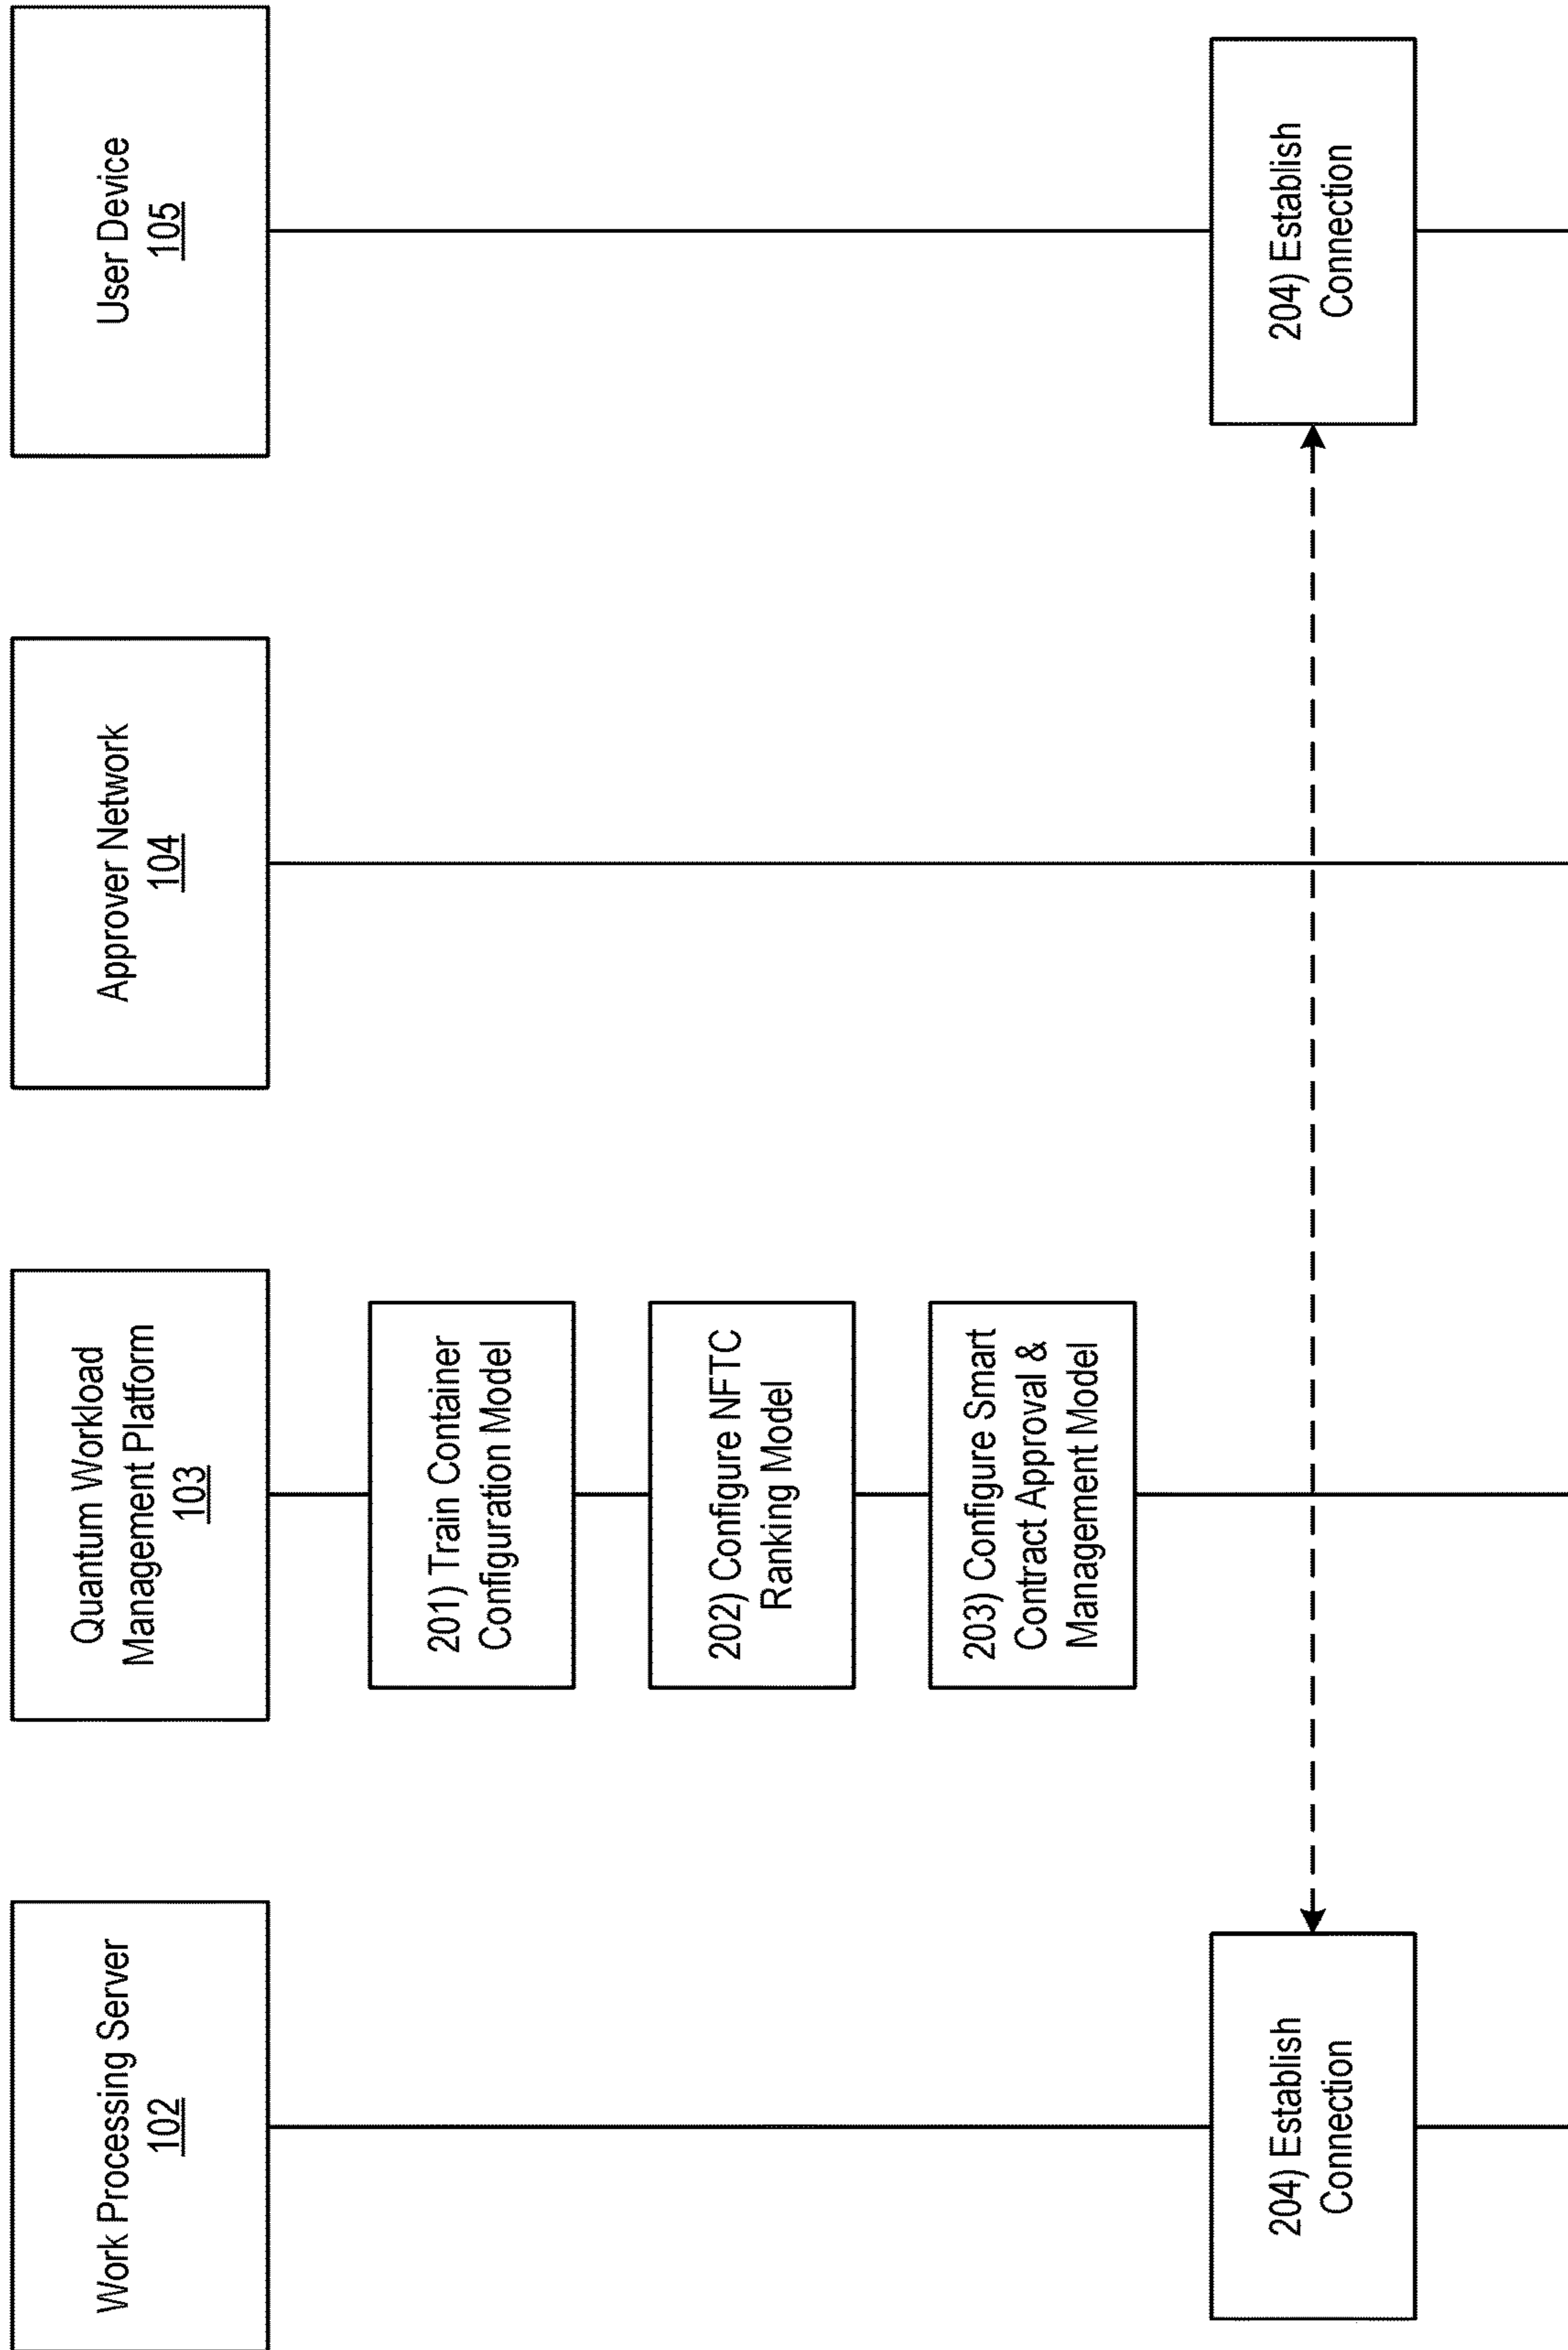 Work Processing Server
102
Quantum Workload
Management Platform
103
Approver Network
104
User Device
105
201) Train Container
Configuration Model
202) Configure NFTC
Ranking Model
203) Configure Smart
Contract Approval &
Management Model
204) Establish
Connection
204) Establish
Connection